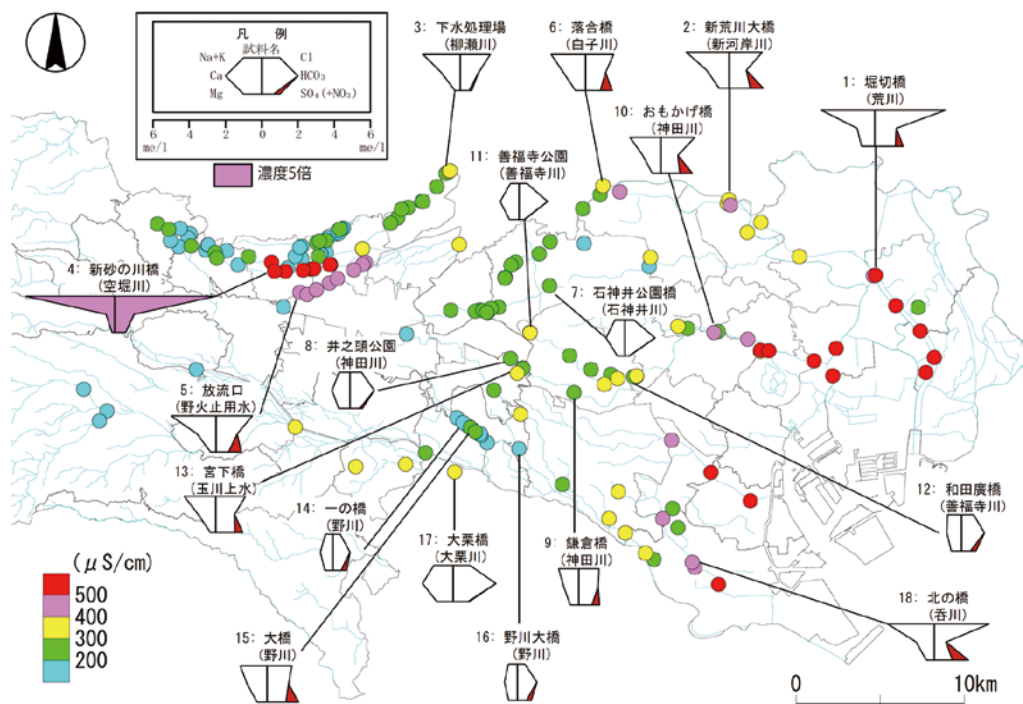 凡 例
試料名
Na+K Cl
Ca HCO₃
Mg SO₄(+NO₃)
6 4 2 0 2 4 6
me/l me/l
濃度5倍
3: 下水処理場
(柳瀬川)
6: 落合橋
(白子川)
2: 新荒川大橋
(新河岸川)
1: 堀切橋
(荒川)
10: おもかげ橋
(神田川)
11: 善福寺公園
(善福寺川)
4: 新砂の川橋
(空堀川)
7: 石神井公園橋
(石神井川)
8: 井之頭公園
(神田川)
5: 放流口
(野火止用水)
13: 宮下橋
(玉川上水)
14: 一の橋
(野川)
17: 大栗橋
(大栗川)
9: 鎌倉橋
(神田川)
12: 和田廣橋
(善福寺川)
15: 大橋
(野川)
16: 野川大橋
(野川)
18: 北の橋
(呑川)
(μS/cm)
500
400
300
200
0 10km